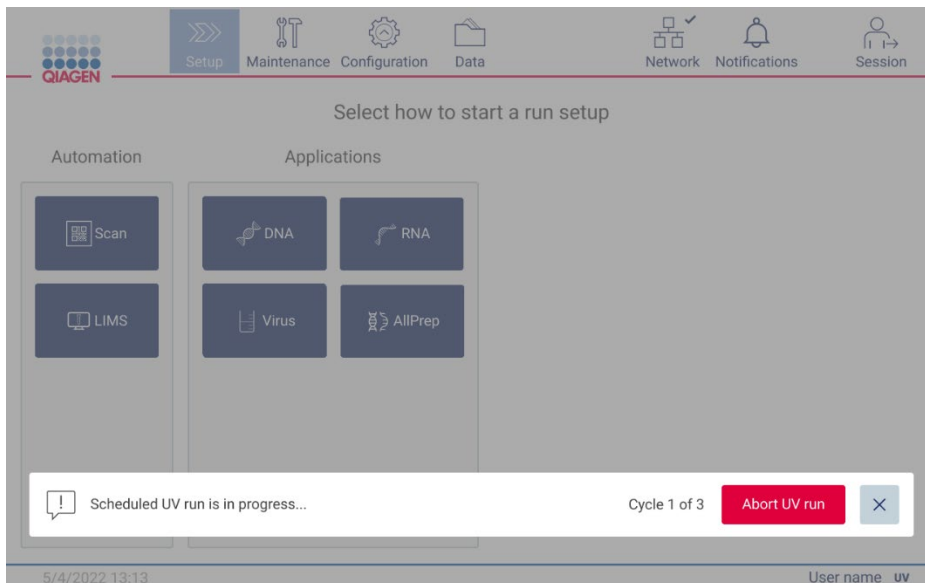 QIAGEN
Setup Maintenance Configuration Data Network Notifications Session
Select how to start a run setup
Automation Applications
Scan DNA RNA
LIMS Virus AllPrep
Scheduled UV run is in progress... Cycle 1 of 3 Abort UV run
5/4/2022 13:13 User name UV